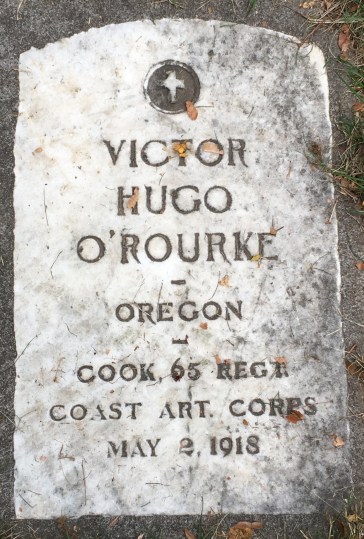 VICTOR
HUGO
O'ROURKE
–
OREGON
–
COOK, 65 REGT.
COAST ART. CORPS
MAY 2, 1918